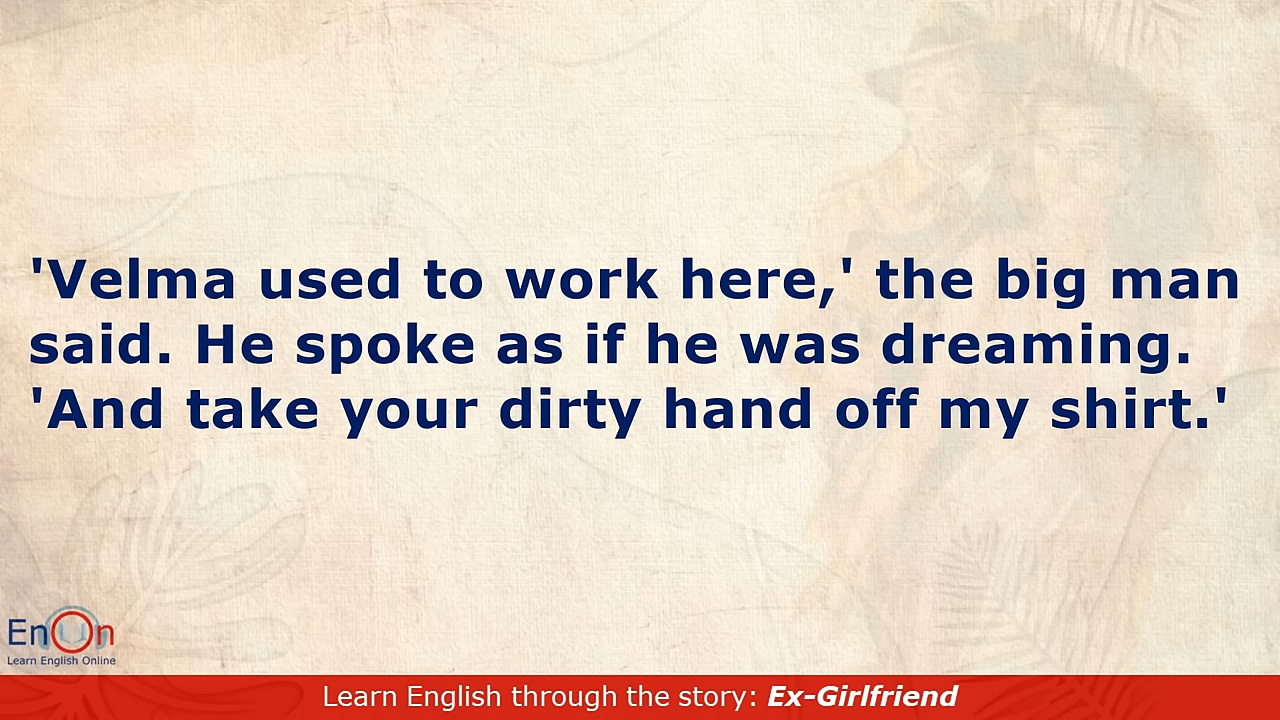 'Velma used to work here,' the big man
said. He spoke as if he was dreaming.
'And take your dirty hand off my shirt.'
EnOn
Learn English Online
Learn English through the story: Ex-Girlfriend